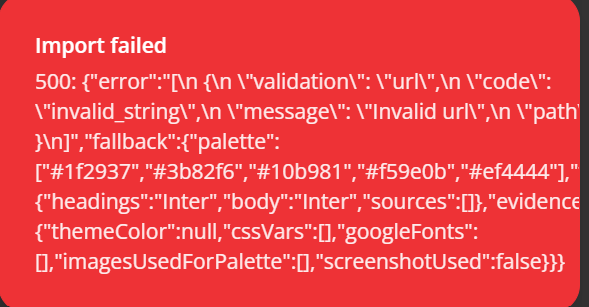 Import failed
500: {"error":"[\n {\n \"validation\": \"url\",\n \"code\":
\"invalid_string\",\n \"message\": \"Invalid url\",\n \"path\
}\n]","fallback":{"palette":
["#1f2937","#3b82f6","#10b981","#f59e0b","#ef4444"],"
{"headings":"Inter","body":"Inter","sources":[]},"evidence
{"themeColor":null,"cssVars":[],"googleFonts":
[],"imagesUsedForPalette":[],"screenshotUsed":false}}}